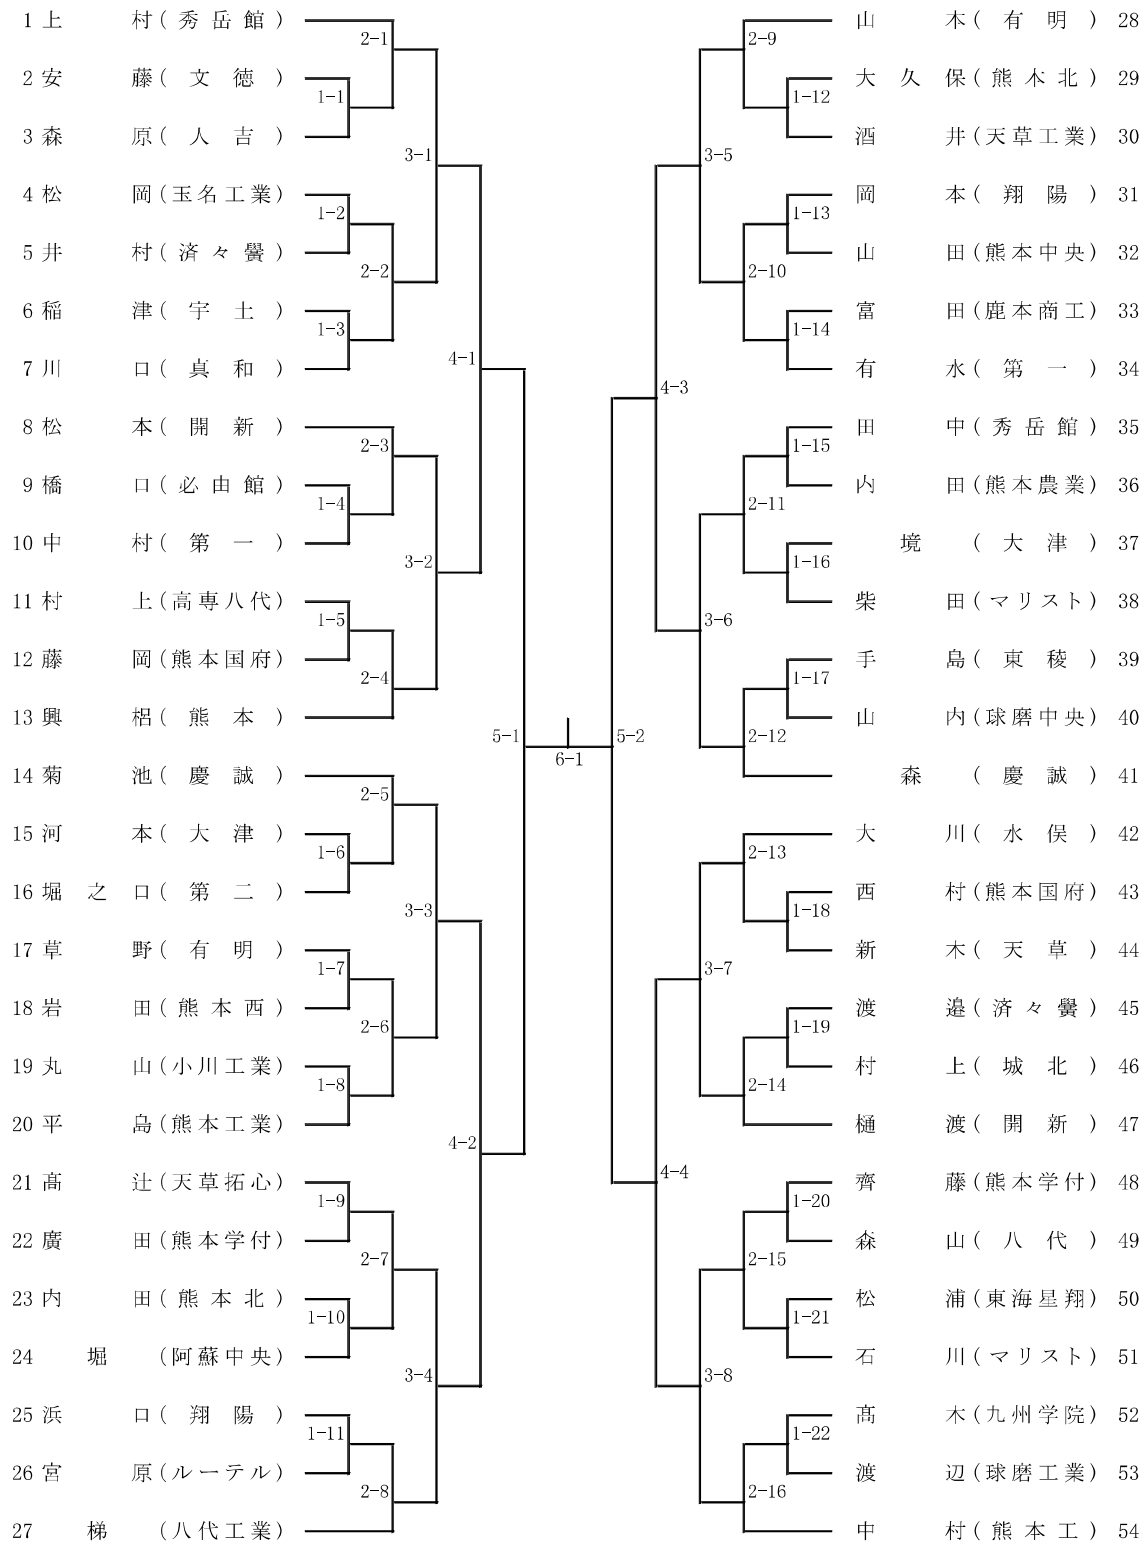 1 上村(秀岳館)
2 安藤(文徳)
3 森原(人吉)
4 松岡(玉名工業)
5 井村(済々黌)
6 稲津(宇土)
7 川口(真和)
8 松本(開新)
9 橋口(必由館)
10 中村(第一)
11 村上(高専八代)
12 藤岡(熊本国府)
13 興梠(熊本)
14 菊池(慶誠)
15 河本(大津)
16 堀之口(第二)
17 草野(有明)
18 岩田(熊本西)
19 丸山(小川工業)
20 平島(熊本工業)
21 髙辻(天草拓心)
22 廣田(熊本学付)
23 内田(熊本北)
24 堀(阿蘇中央)
25 浜口(翔陽)
26 宮原(ルーテル)
27 梯(八代工業)
2-1
1-1
3-1
1-2
2-2
1-3
4-1
2-3
1-4
3-2
1-5
2-4
5-1
2-5
1-6
3-3
1-7
2-6
1-8
4-2
1-9
2-7
1-10
3-4
1-11
2-8
6-1
2-9
1-12
3-5
1-13
2-10
1-14
4-3
1-15
2-11
1-16
3-6
1-17
2-12
5-2
2-13
1-18
3-7
1-19
2-14
4-4
1-20
2-15
1-21
3-8
1-22
2-16
山本(有明) 28
大久保(熊本北) 29
酒井(天草工業) 30
岡本(翔陽) 31
山田(熊本中央) 32
富田(鹿本商工) 33
有水(第一) 34
田中(秀岳館) 35
内田(熊本農業) 36
境(大津) 37
柴田(マリスト) 38
手島(東稜) 39
山内(球磨中央) 40
森(慶誠) 41
大川(水俣) 42
西村(熊本国府) 43
新木(天草) 44
渡邉(済々黌) 45
村上(城北) 46
樋渡(開新) 47
齊藤(熊本学付) 48
森山(八代) 49
松浦(東海星翔) 50
石川(マリスト) 51
髙木(九州学院) 52
渡辺(球磨工業) 53
中村(熊本工) 54